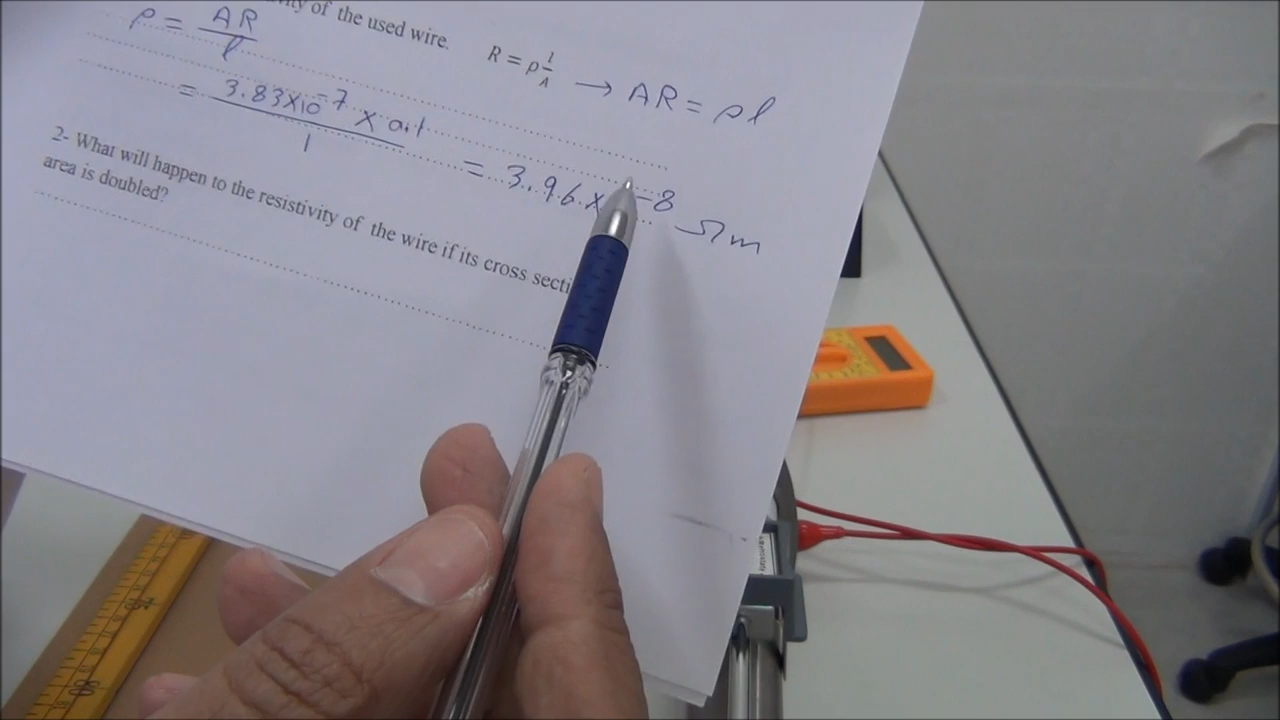 of the used wire. R = ρ l/A → AR = ρl
ρ = AR/l
= 3.83x10⁻⁷ x 0.1 / 1 = 3.96 x ⁻⁸ Ωm
2- What will happen to the resistivity of the wire if its cross
area is doubled?